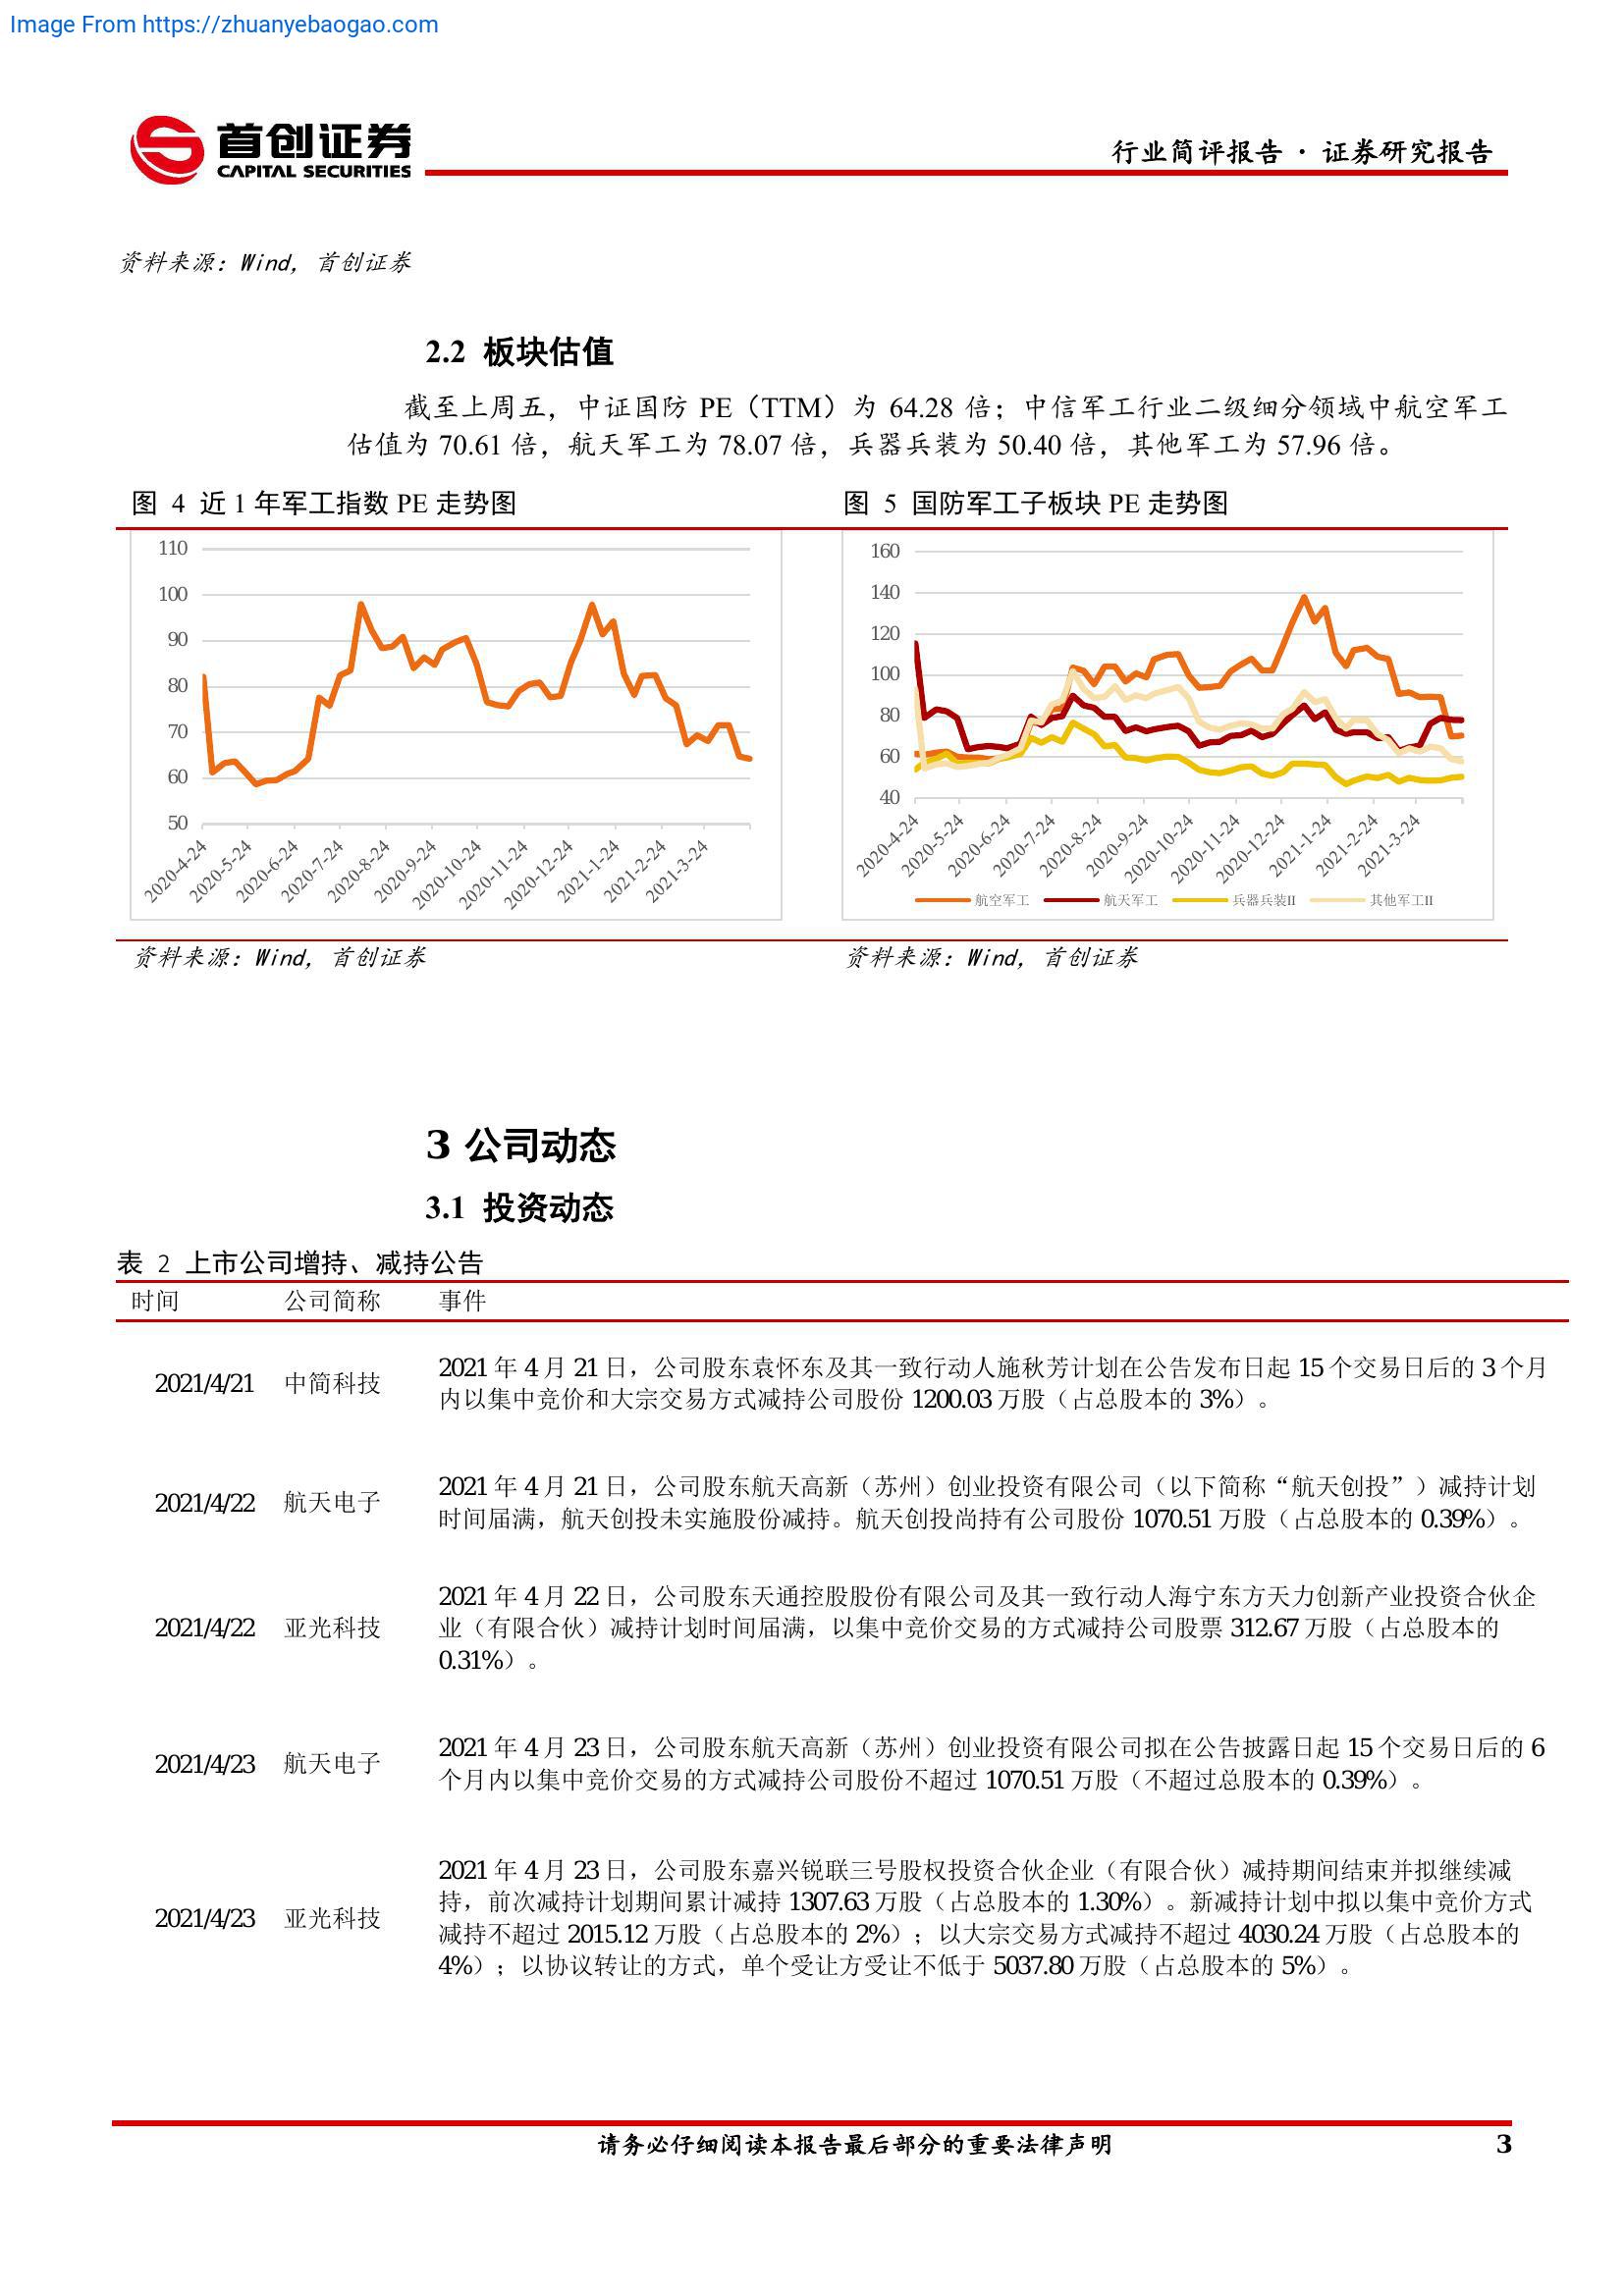 Image From https://zhuanyebaogao.com
首创证券
CAPITAL SECURITIES
行业简评报告 · 证券研究报告
资料来源：Wind, 首创证券
2.2 板块估值
截至上周五，中证国防 PE（TTM）为 64.28 倍；中信军工行业二级细分领域中航空军工
估值为 70.61 倍，航天军工为 78.07 倍，兵器兵装为 50.40 倍，其他军工为 57.96 倍。
图 4 近 1 年军工指数 PE 走势图
110
100
90
80
70
60
50
2020-4-24
2020-5-24
2020-6-24
2020-7-24
2020-8-24
2020-9-24
2020-10-24
2020-11-24
2020-12-24
2021-1-24
2021-2-24
2021-3-24
资料来源：Wind, 首创证券
图 5 国防军工子板块 PE 走势图
160
140
120
100
80
60
40
2020-4-24
2020-5-24
2020-6-24
2020-7-24
2020-8-24
2020-9-24
2020-10-24
2020-11-24
2020-12-24
2021-1-24
2021-2-24
2021-3-24
航空军工 航天军工 兵器兵装II 其他军工II
资料来源：Wind, 首创证券
3 公司动态
3.1 投资动态
表 2 上市公司增持、减持公告
时间 公司简称 事件
2021/4/21 中简科技
2021 年 4 月 21 日，公司股东袁怀东及其一致行动人施秋芳计划在公告发布日起 15 个交易日后的 3 个月
内以集中竞价和大宗交易方式减持公司股份 1200.03 万股（占总股本的 3%）。
2021/4/22 航天电子
2021 年 4 月 21 日，公司股东航天高新（苏州）创业投资有限公司（以下简称“航天创投”）减持计划
时间届满，航天创投未实施股份减持。航天创投尚持有公司股份 1070.51 万股（占总股本的 0.39%）。
2021/4/22 亚光科技
2021 年 4 月 22 日，公司股东天通控股股份有限公司及其一致行动人海宁东方天力创新产业投资合伙企
业（有限合伙）减持计划时间届满，以集中竞价交易的方式减持公司股票 312.67 万股（占总股本的
0.31%）。
2021/4/23 航天电子
2021 年 4 月 23 日，公司股东航天高新（苏州）创业投资有限公司拟在公告披露日起 15 个交易日后的 6
个月内以集中竞价交易的方式减持公司股份不超过 1070.51 万股（不超过总股本的 0.39%）。
2021/4/23 亚光科技
2021 年 4 月 23 日，公司股东嘉兴锐联三号股权投资合伙企业（有限合伙）减持期间结束并拟继续减
持，前次减持计划期间累计减持 1307.63 万股（占总股本的 1.30%）。新减持计划中拟以集中竞价方式
减持不超过 2015.12 万股（占总股本的 2%）；以大宗交易方式减持不超过 4030.24 万股（占总股本的
4%）；以协议转让的方式，单个受让方受让不低于 5037.80 万股（占总股本的 5%）。
请务必仔细阅读本报告最后部分的重要法律声明
3